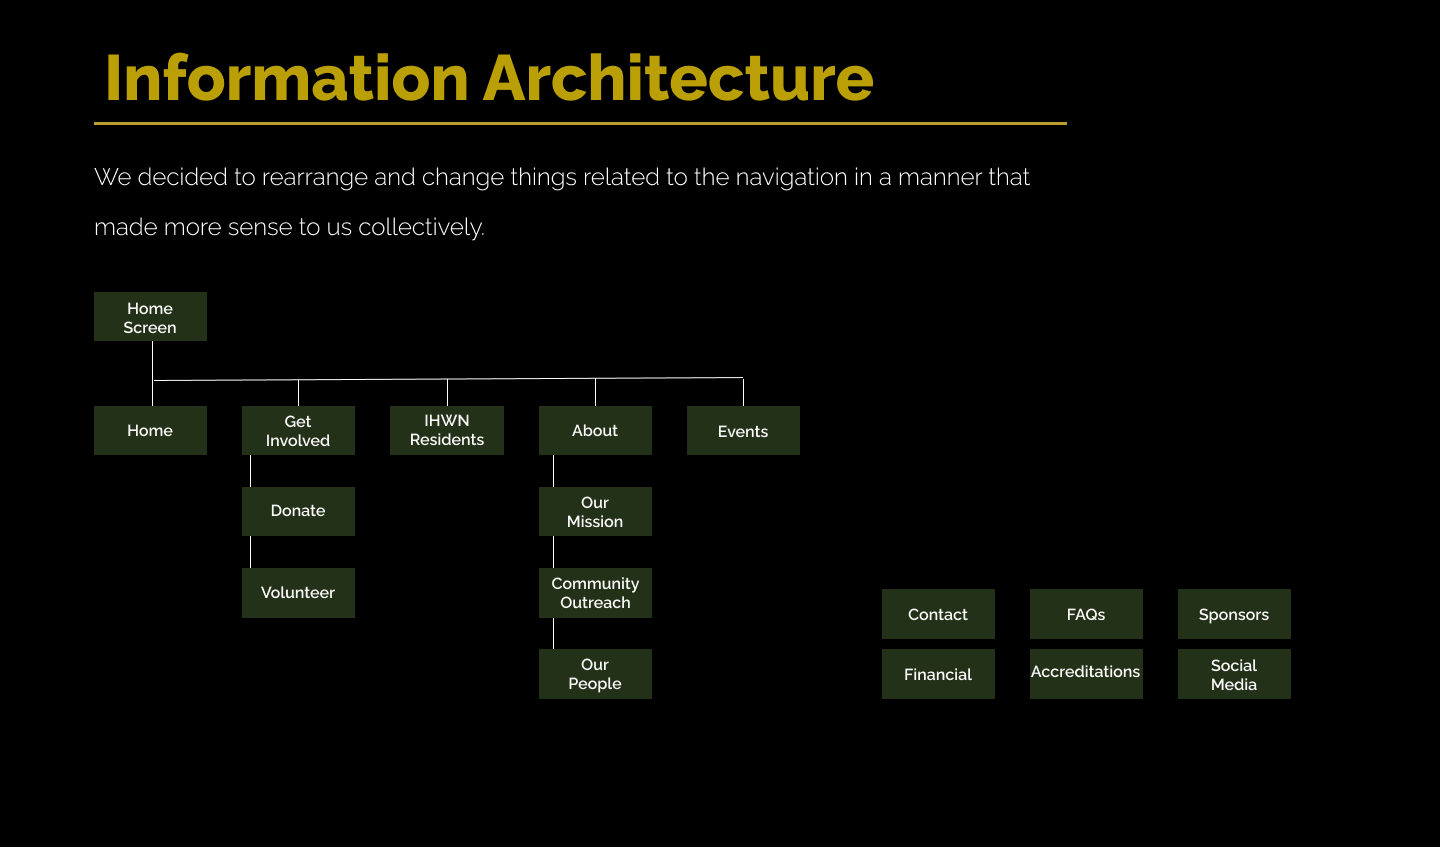 Information Architecture
We decided to rearrange and change things related to the navigation in a manner that
made more sense to us collectively.
Home
Screen
Home
Get
Involved
IHWN
Residents
About
Events
Donate
Our
Mission
Volunteer
Community
Outreach
Our
People
Contact
FAQs
Sponsors
Financial
Accreditations
Social
Media